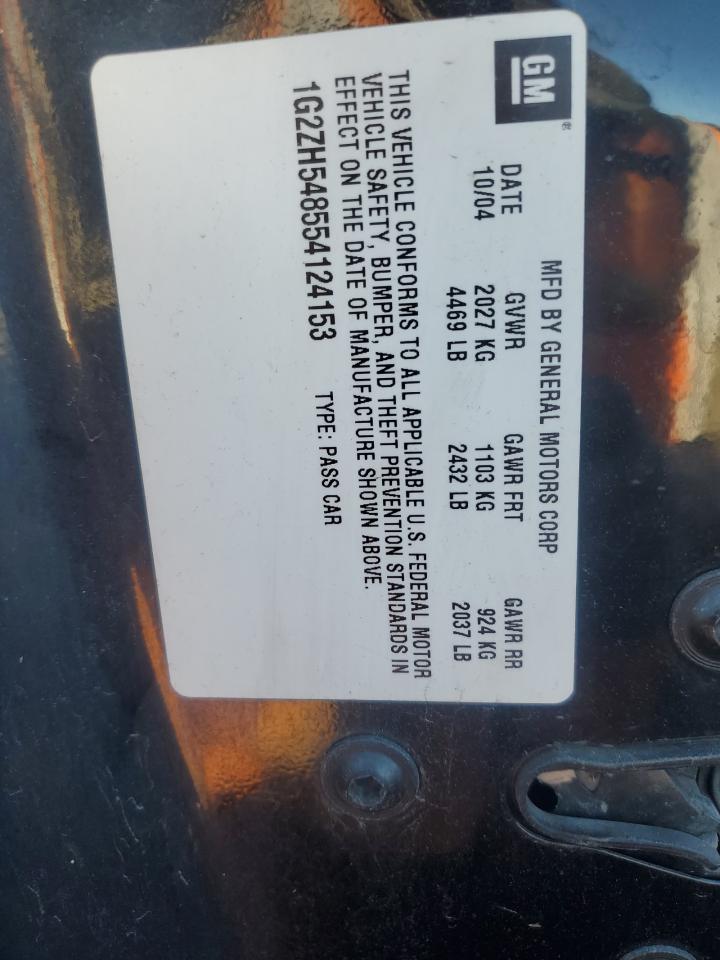 GM®
MFD BY GENERAL MOTORS CORP
DATE GVWR GAWR FRT GAWR RR
10/04 2027 KG 1103 KG 924 KG
4469 LB 2432 LB 2037 LB
THIS VEHICLE CONFORMS TO ALL APPLICABLE U.S. FEDERAL MOTOR
VEHICLE SAFETY, BUMPER, AND THEFT PREVENTION STANDARDS IN
EFFECT ON THE DATE OF MANUFACTURE SHOWN ABOVE.
1G2ZH548554124153 TYPE: PASS CAR